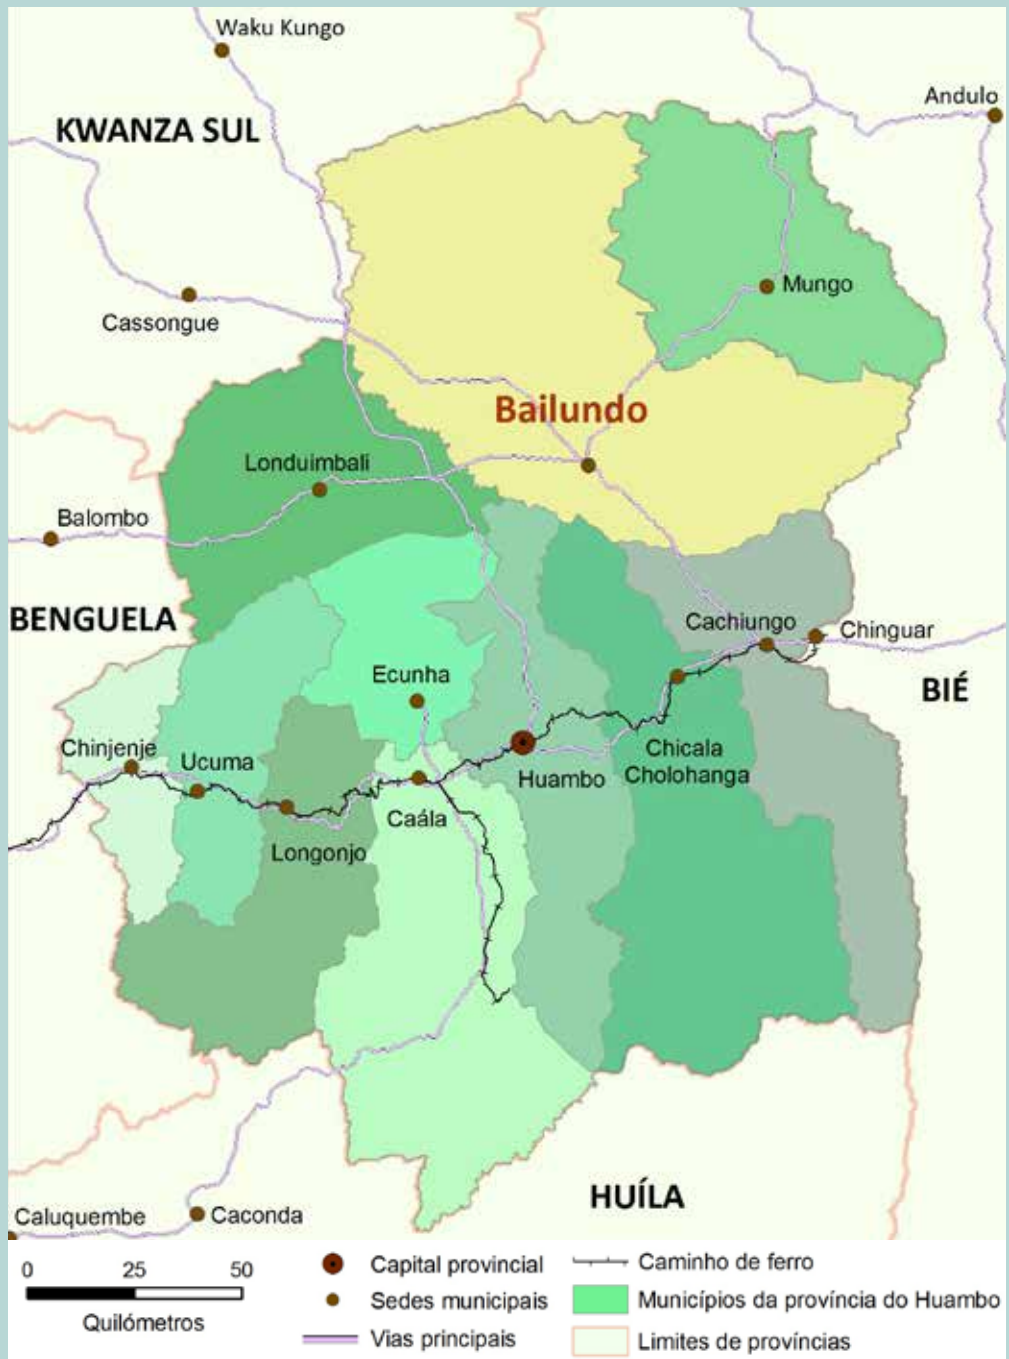 Waku Kungo
Andulo
KWANZA SUL
Mungo
Cassongue
Bailundo
Londuimbali
Balombo
BENGUELA
Cachiungo
Chinguar
Ecunha
BIÉ
Chinjenje
Ucuma
Huambo
Chicala
Cholohanga
Caála
Longonjo
HUÍLA
Caluquembe
Caconda
0 25 50
Quilómetros
Capital provincial
Sedes municipais
Vias principais
Caminho de ferro
Municípios da província do Huambo
Limites de províncias